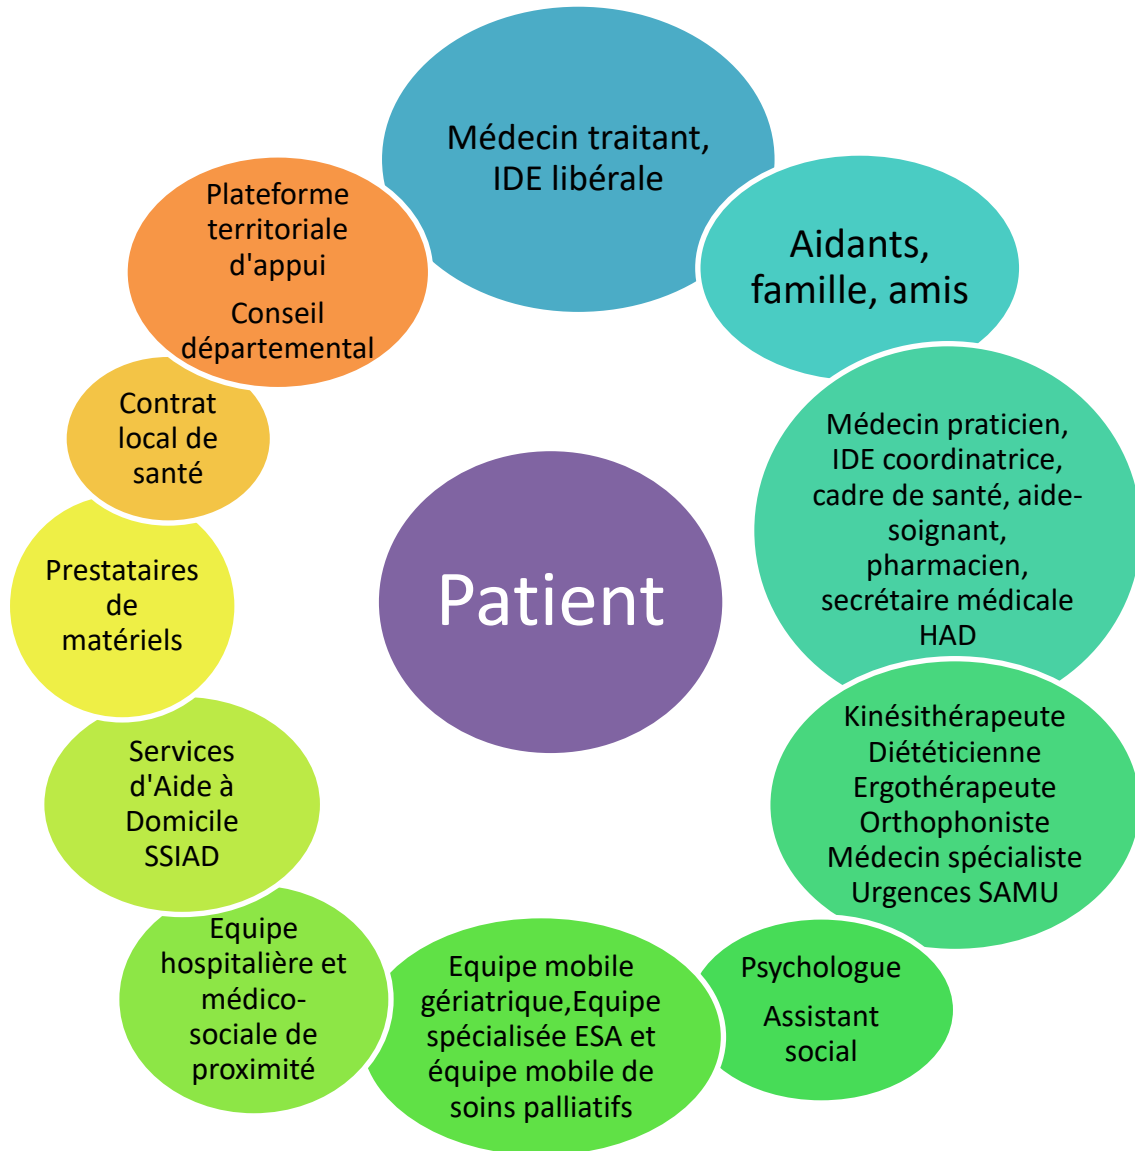 Médecin traitant,
IDE libérale
Aidants,
famille, amis
Médecin praticien,
IDE coordinatrice,
cadre de santé, aide-
soignant,
pharmacien,
secrétaire médicale
HAD
Kinésithérapeute
Diététicienne
Ergothérapeute
Orthophoniste
Médecin spécialiste
Urgences SAMU
Psychologue
Assistant
social
Equipe mobile
gériatrique,Equipe
spécialisée ESA et
équipe mobile de
soins palliatifs
Equipe
hospitalière et
médico-
sociale de
proximité
Services
d'Aide à
Domicile
SSIAD
Prestataires
de
matériels
Contrat
local de
santé
Plateforme
territoriale
d'appui
Conseil
départemental
Patient